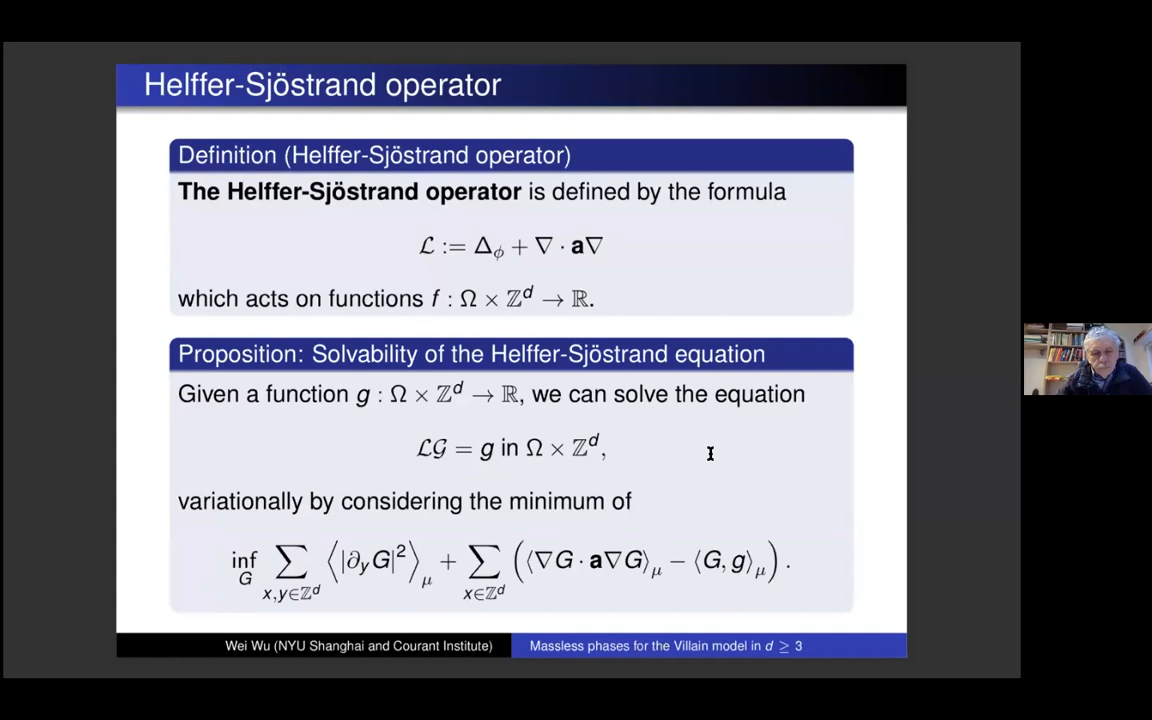 Helffer-Sjöstrand operator
Definition (Helffer-Sjöstrand operator)
The Helffer-Sjöstrand operator is defined by the formula
ℒ := Δ_ϕ + ∇ · a∇
which acts on functions f : Ω × ℤ^d → ℝ.
Proposition: Solvability of the Helffer-Sjöstrand equation
Given a function g : Ω × ℤ^d → ℝ, we can solve the equation
ℒ𝒢 = g in Ω × ℤ^d,
variationally by considering the minimum of
inf_G ∑_{x,y∈ℤ^d} ⟨|∂_y G|^2⟩_μ + ∑_{x∈ℤ^d} (⟨∇G · a∇G⟩_μ − ⟨G, g⟩_μ).
Wei Wu (NYU Shanghai and Courant Institute)
Massless phases for the Villain model in d ≥ 3